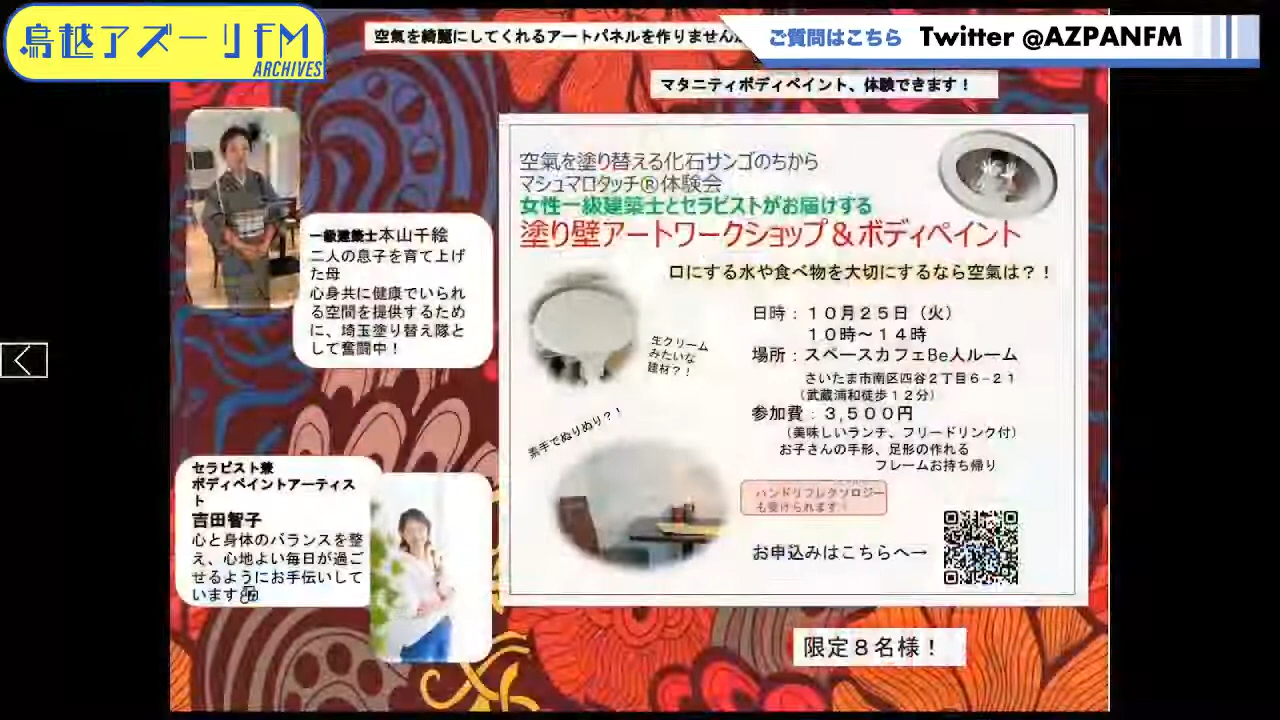 鳥越アズーリFM
ARCHIVES
空氣を綺麗にしてくれるアートパネルを作りません
ご質問はこちら Twitter @AZPANFM
マタニティボディペイント、体験できます！
一級建築士本山千絵
二人の息子を育て上げ
た母
心身共に健康でいられ
る空間を提供するため
に、埼玉塗り替え隊と
して奮闘中！
セラピスト兼
ボディペイントアーティス
ト
吉田智子
心と身体のバランスを整
え、心地よい毎日が過ご
せるようにお手伝いして
います
空氣を塗り替える化石サンゴのちから
マシュマロタッチ®体験会
女性一級建築士とセラピストがお届けする
塗り壁アートワークショップ＆ボディペイント
口にする水や食べ物を大切にするなら空氣は？！
生クリーム
みたいな
建材？！
素手でぬりぬり？！
日時：１０月２５日（火）
１０時～１４時
場所：スペースカフェBe人ルーム
さいたま市南区四谷２丁目６−２１
（武蔵浦和徒歩１２分）
参加費：３,５００円
（美味しいランチ、フリードリンク付）
お子さんの手形、足形の作れる
フレームお持ち帰り
ハンドリフレクソロジー
も受けられます！
お申込みはこちらへ→
限定８名様！